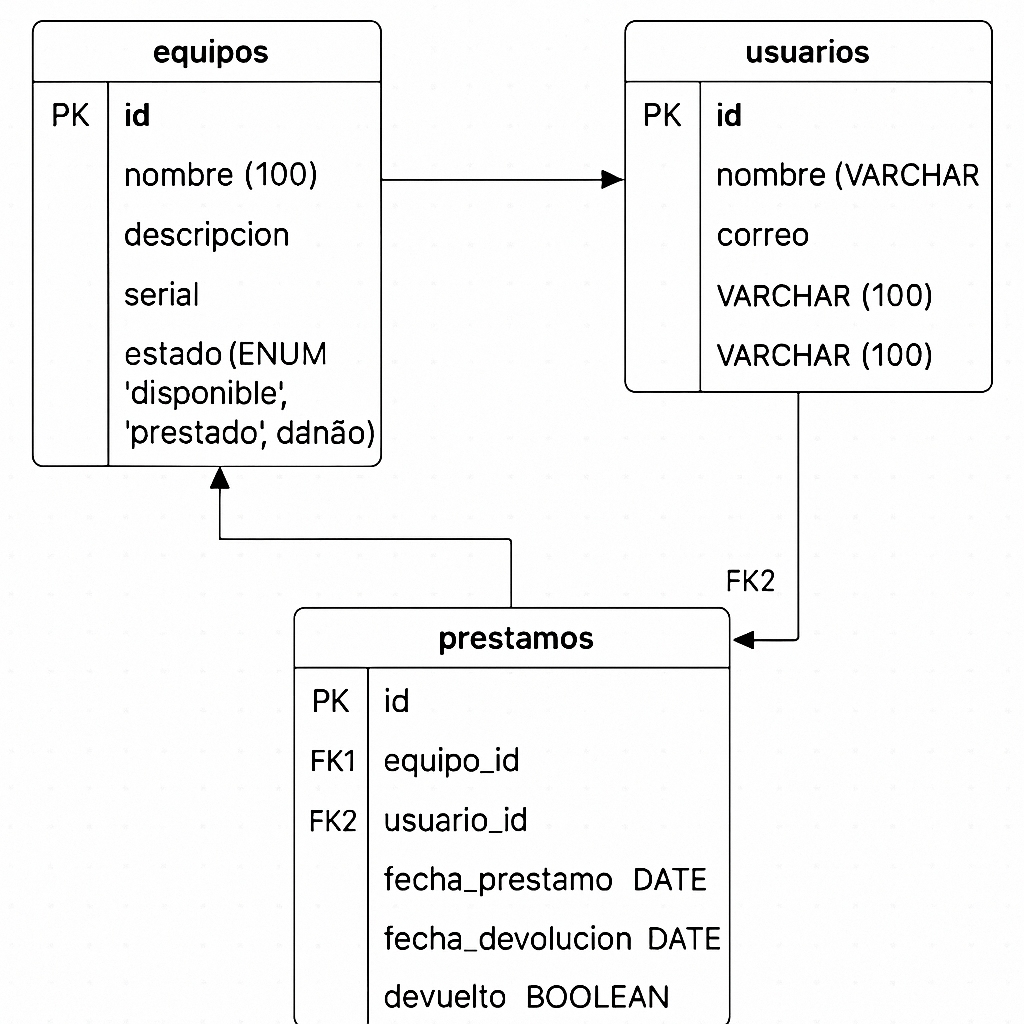 equipos
PK id
nombre (100)
descripcion
serial
estado (ENUM
'disponible',
'prestado', ddnão)
usuarios
PK id
nombre (VARCHAR
correo
VARCHAR (100)
VARCHAR (100)
FK2
prestamos
PK id
FK1 equipo_id
FK2 usuario_id
fecha_prestamo DATE
fecha_devolucion DATE
devuelto BOOLEAN